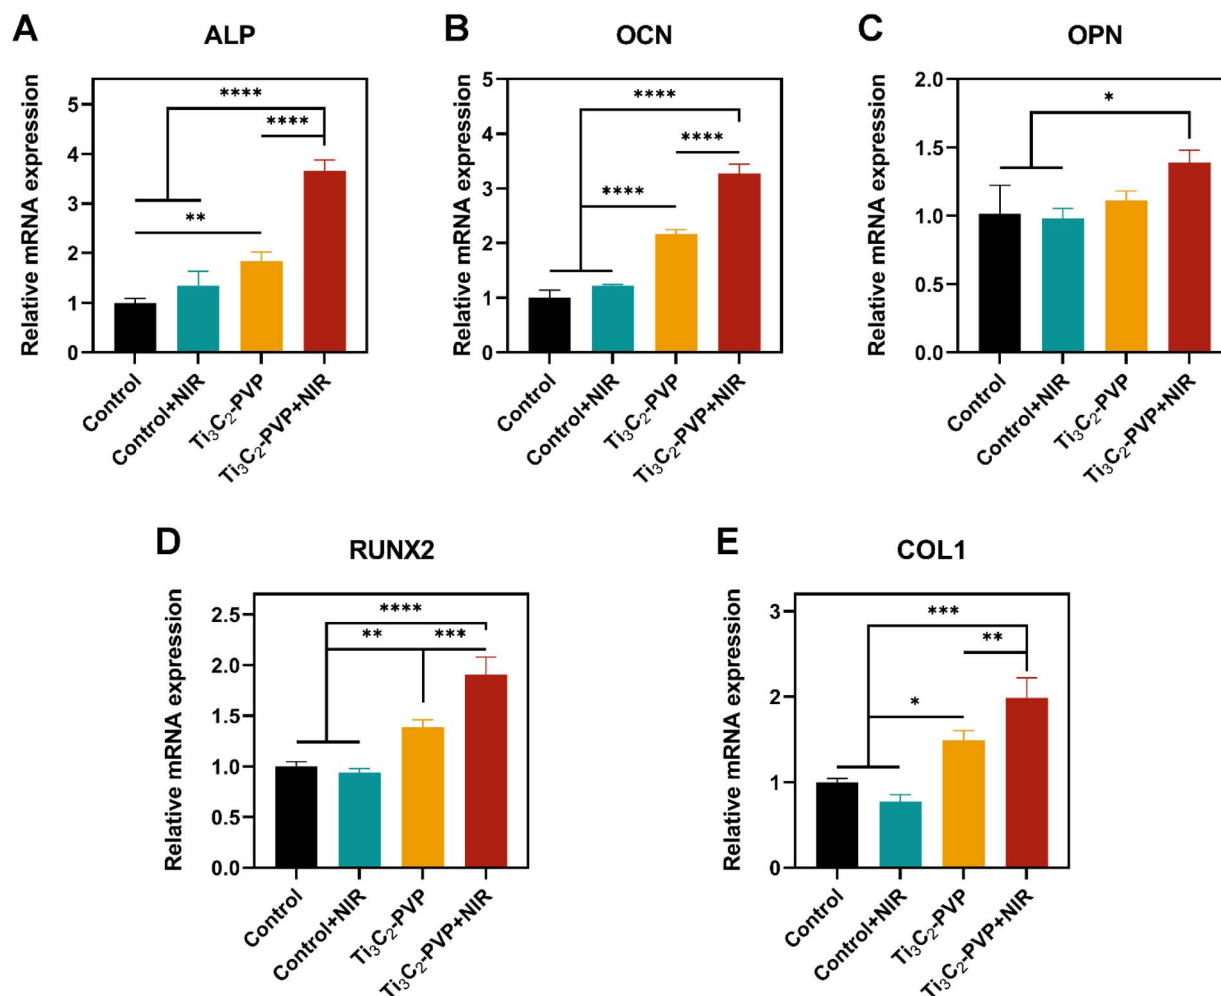 A
ALP
Relative mRNA expression
5
4
3
2
1
0
****
****
**
Control
Control+NIR
Ti₃C₂-PVP
Ti₃C₂-PVP+NIR
B
OCN
Relative mRNA expression
5
4
3
2
1
0
****
****
****
Control
Control+NIR
Ti₃C₂-PVP
Ti₃C₂-PVP+NIR
C
OPN
Relative mRNA expression
2.0
1.5
1.0
0.5
0.0
*
Control
Control+NIR
Ti₃C₂-PVP
Ti₃C₂-PVP+NIR
D
RUNX2
Relative mRNA expression
2.5
2.0
1.5
1.0
0.5
0.0
****
** ***
Control
Control+NIR
Ti₃C₂-PVP
Ti₃C₂-PVP+NIR
E
COL1
Relative mRNA expression
3
2
1
0
***
**
*
Control
Control+NIR
Ti₃C₂-PVP
Ti₃C₂-PVP+NIR